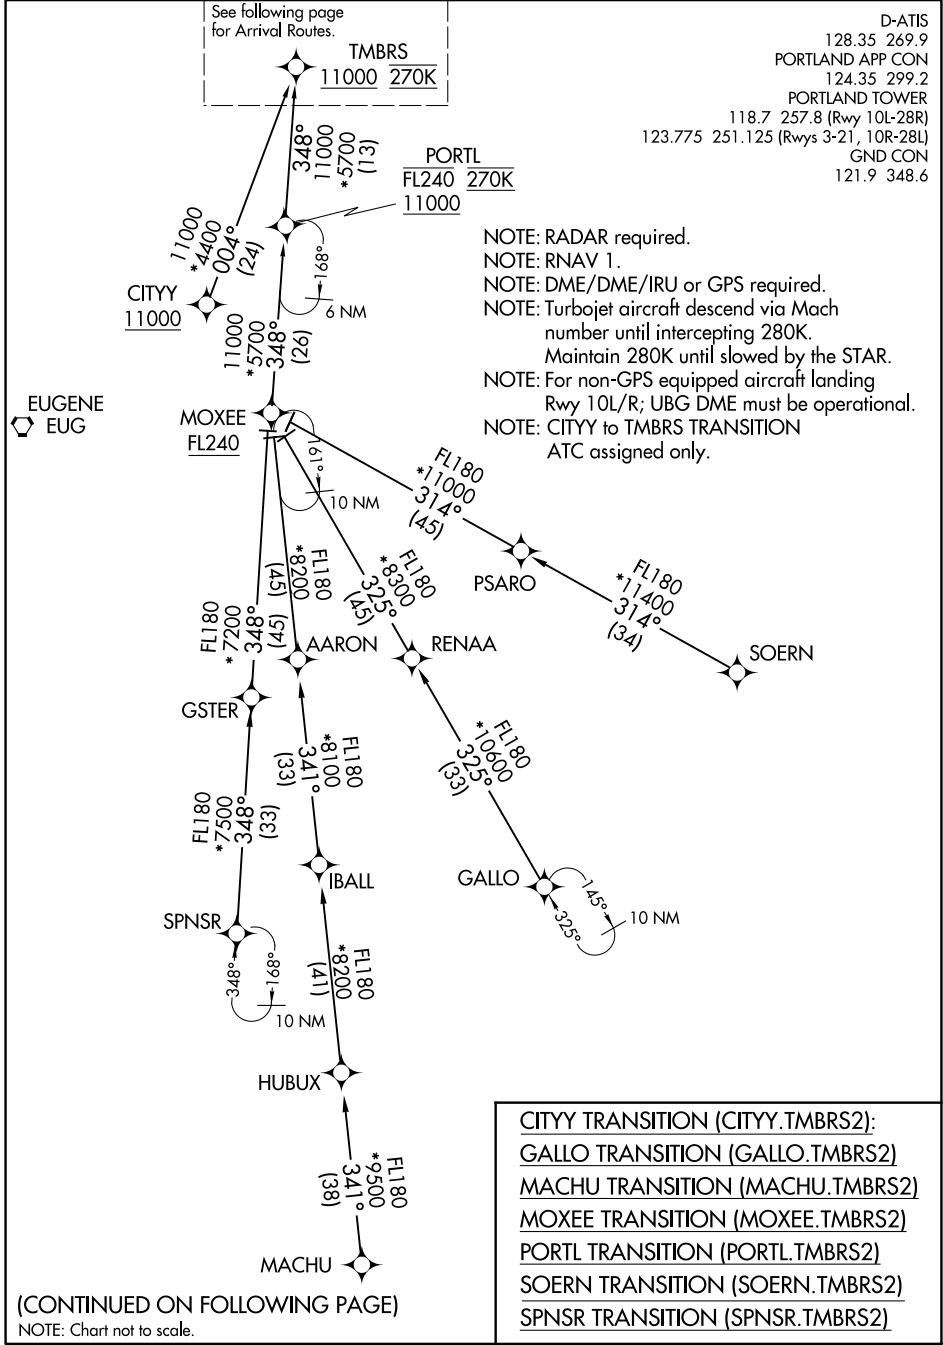 See following page
for Arrival Routes.
TMBRS
11000 270K
D-ATIS
128.35 269.9
PORTLAND APP CON
124.35 299.2
PORTLAND TOWER
118.7 257.8 (Rwy 10L-28R)
123.775 251.125 (Rwys 3-21, 10R-28L)
GND CON
121.9 348.6
348°
11000
*5700
(13)
PORTL
FL240 270K
11000
11000
*4400
004°
(24)
CITYY
11000
168°
6 NM
11000
*5700
348°
(26)
NOTE: RADAR required.
NOTE: RNAV 1.
NOTE: DME/DME/IRU or GPS required.
NOTE: Turbojet aircraft descend via Mach
number until intercepting 280K.
Maintain 280K until slowed by the STAR.
NOTE: For non-GPS equipped aircraft landing
Rwy 10L/R; UBG DME must be operational.
NOTE: CITYY to TMBRS TRANSITION
ATC assigned only.
EUGENE
EUG
MOXEE
FL240
161°
10 NM
FL180
*11000
314°
(45)
PSARO
FL180
*11400
314°
(34)
SOERN
FL180
*8300
325°
(45)
RENAA
FL180
*8200
(45)
AARON
FL180
*7200
348°
(45)
GSTER
FL180
*10600
325°
(33)
GALLO
145°
325°
10 NM
FL180
*8100
341°
(33)
IBALL
FL180
*7500
348°
(33)
SPNSR
348°
168°
10 NM
FL180
*8200
(41)
HUBUX
FL180
*9500
341°
(38)
MACHU
CITYY TRANSITION (CITYY.TMBRS2):
GALLO TRANSITION (GALLO.TMBRS2)
MACHU TRANSITION (MACHU.TMBRS2)
MOXEE TRANSITION (MOXEE.TMBRS2)
PORTL TRANSITION (PORTL.TMBRS2)
SOERN TRANSITION (SOERN.TMBRS2)
SPNSR TRANSITION (SPNSR.TMBRS2)
(CONTINUED ON FOLLOWING PAGE)
NOTE: Chart not to scale.